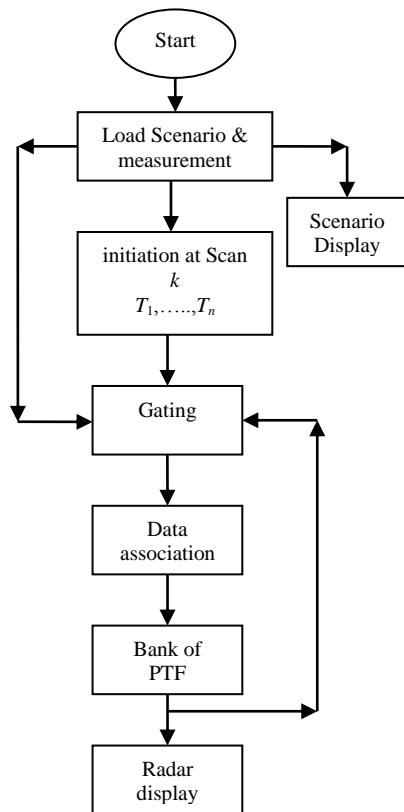 Start
Load Scenario &
measurement
Scenario
Display
initiation at Scan
k
T1,…..,Tn
Gating
Data
association
Bank of
PTF
Radar
display